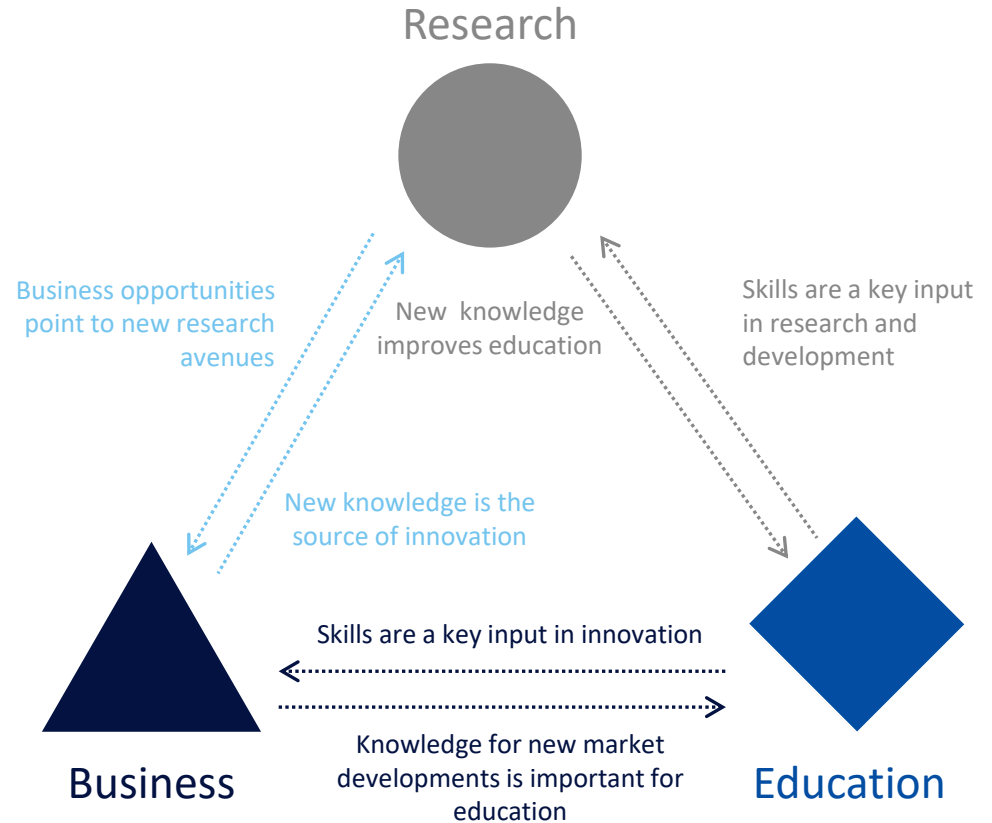 Research
Business opportunities
point to new research
avenues
New  knowledge
improves education
Skills are a key input
in research and
development
New knowledge is the
source of innovation
Skills are a key input in innovation
Knowledge for new market
developments is important for
education
Business
Education